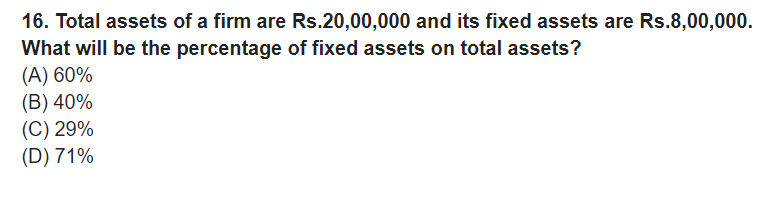 16. Total assets of a firm are Rs.20,00,000 and its fixed assets are Rs.8,00,000.
What will be the percentage of fixed assets on total assets?
(A) 60%
(B) 40%
(C) 29%
(D) 71%